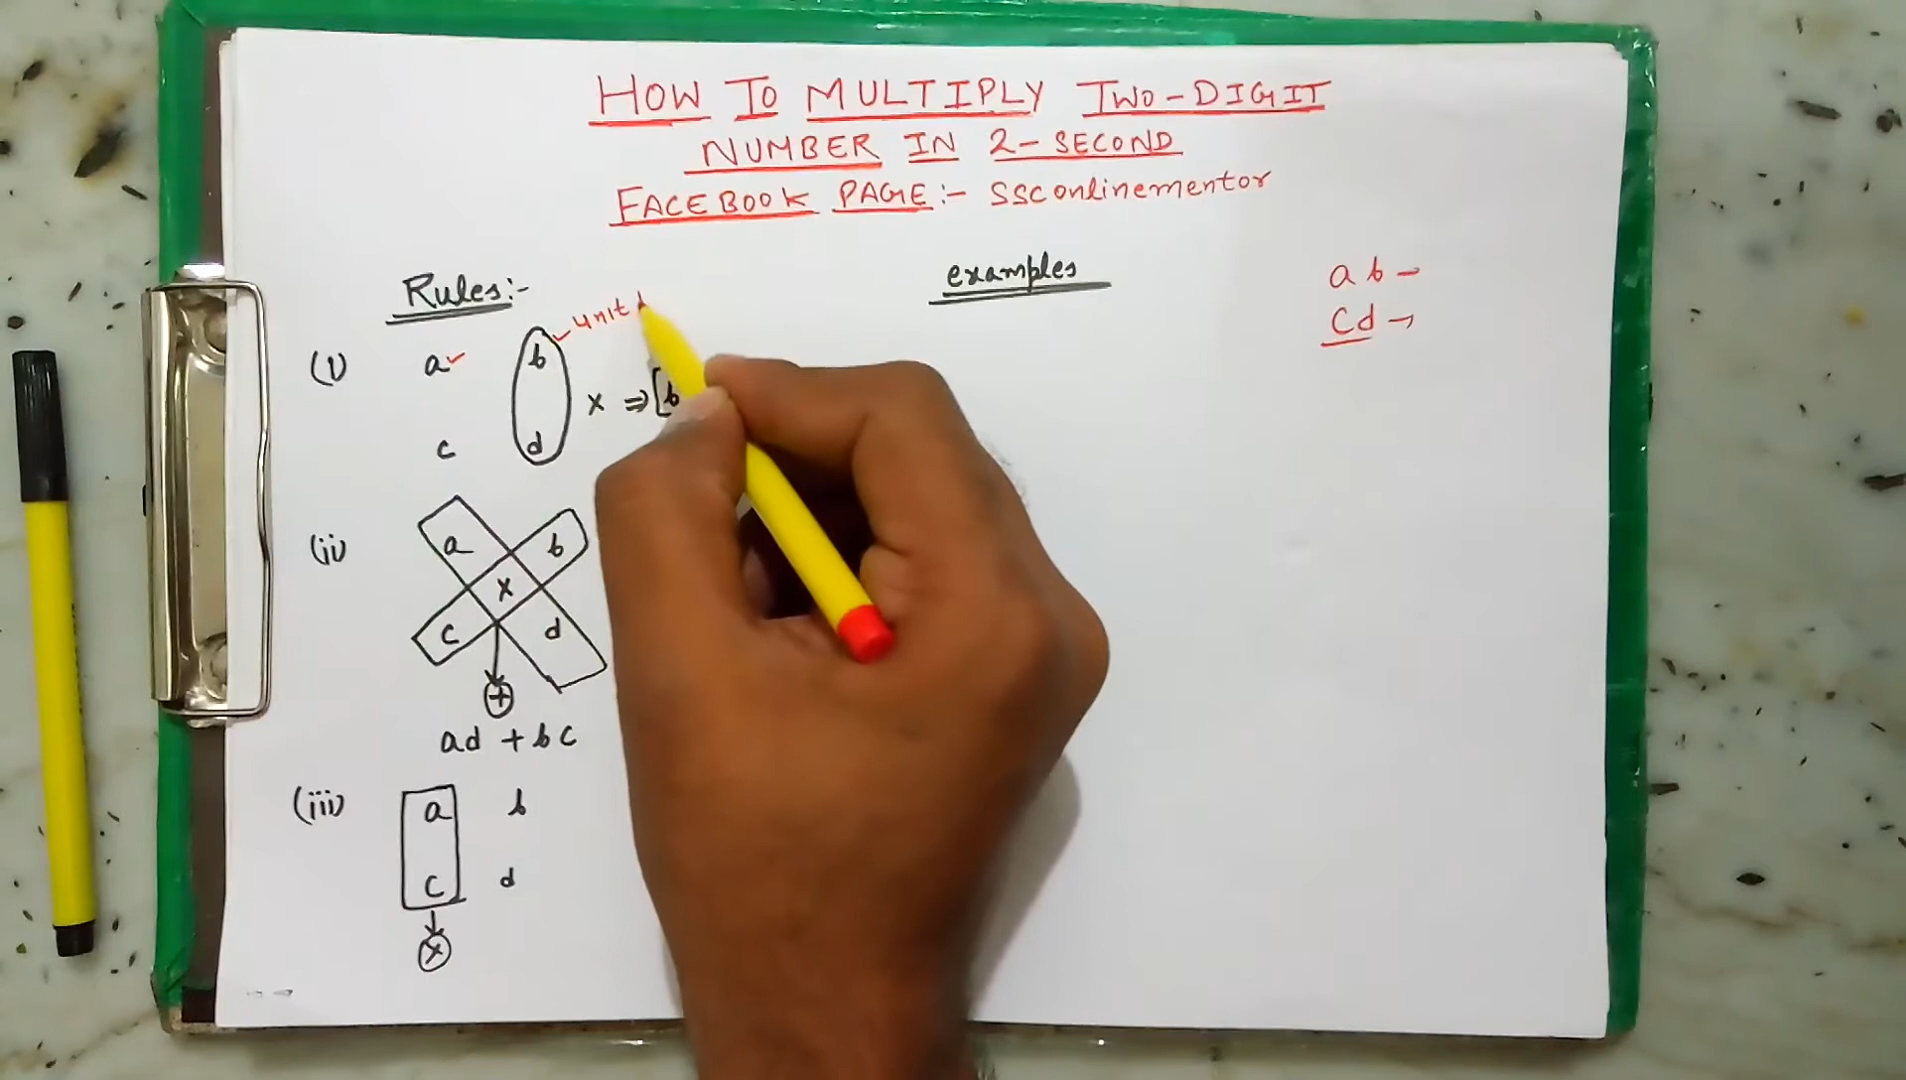 HOW TO MULTIPLY TWO-DIGIT
NUMBER IN 2-SECOND
FACEBOOK PAGE:- SSConlinementor
Rules:-
examples
a b -
Cd →
unit
(i) a b
x ⇒ [b
c d
(ii) a b
x
c d
+
ad + bc
(iii) a b
c d
x